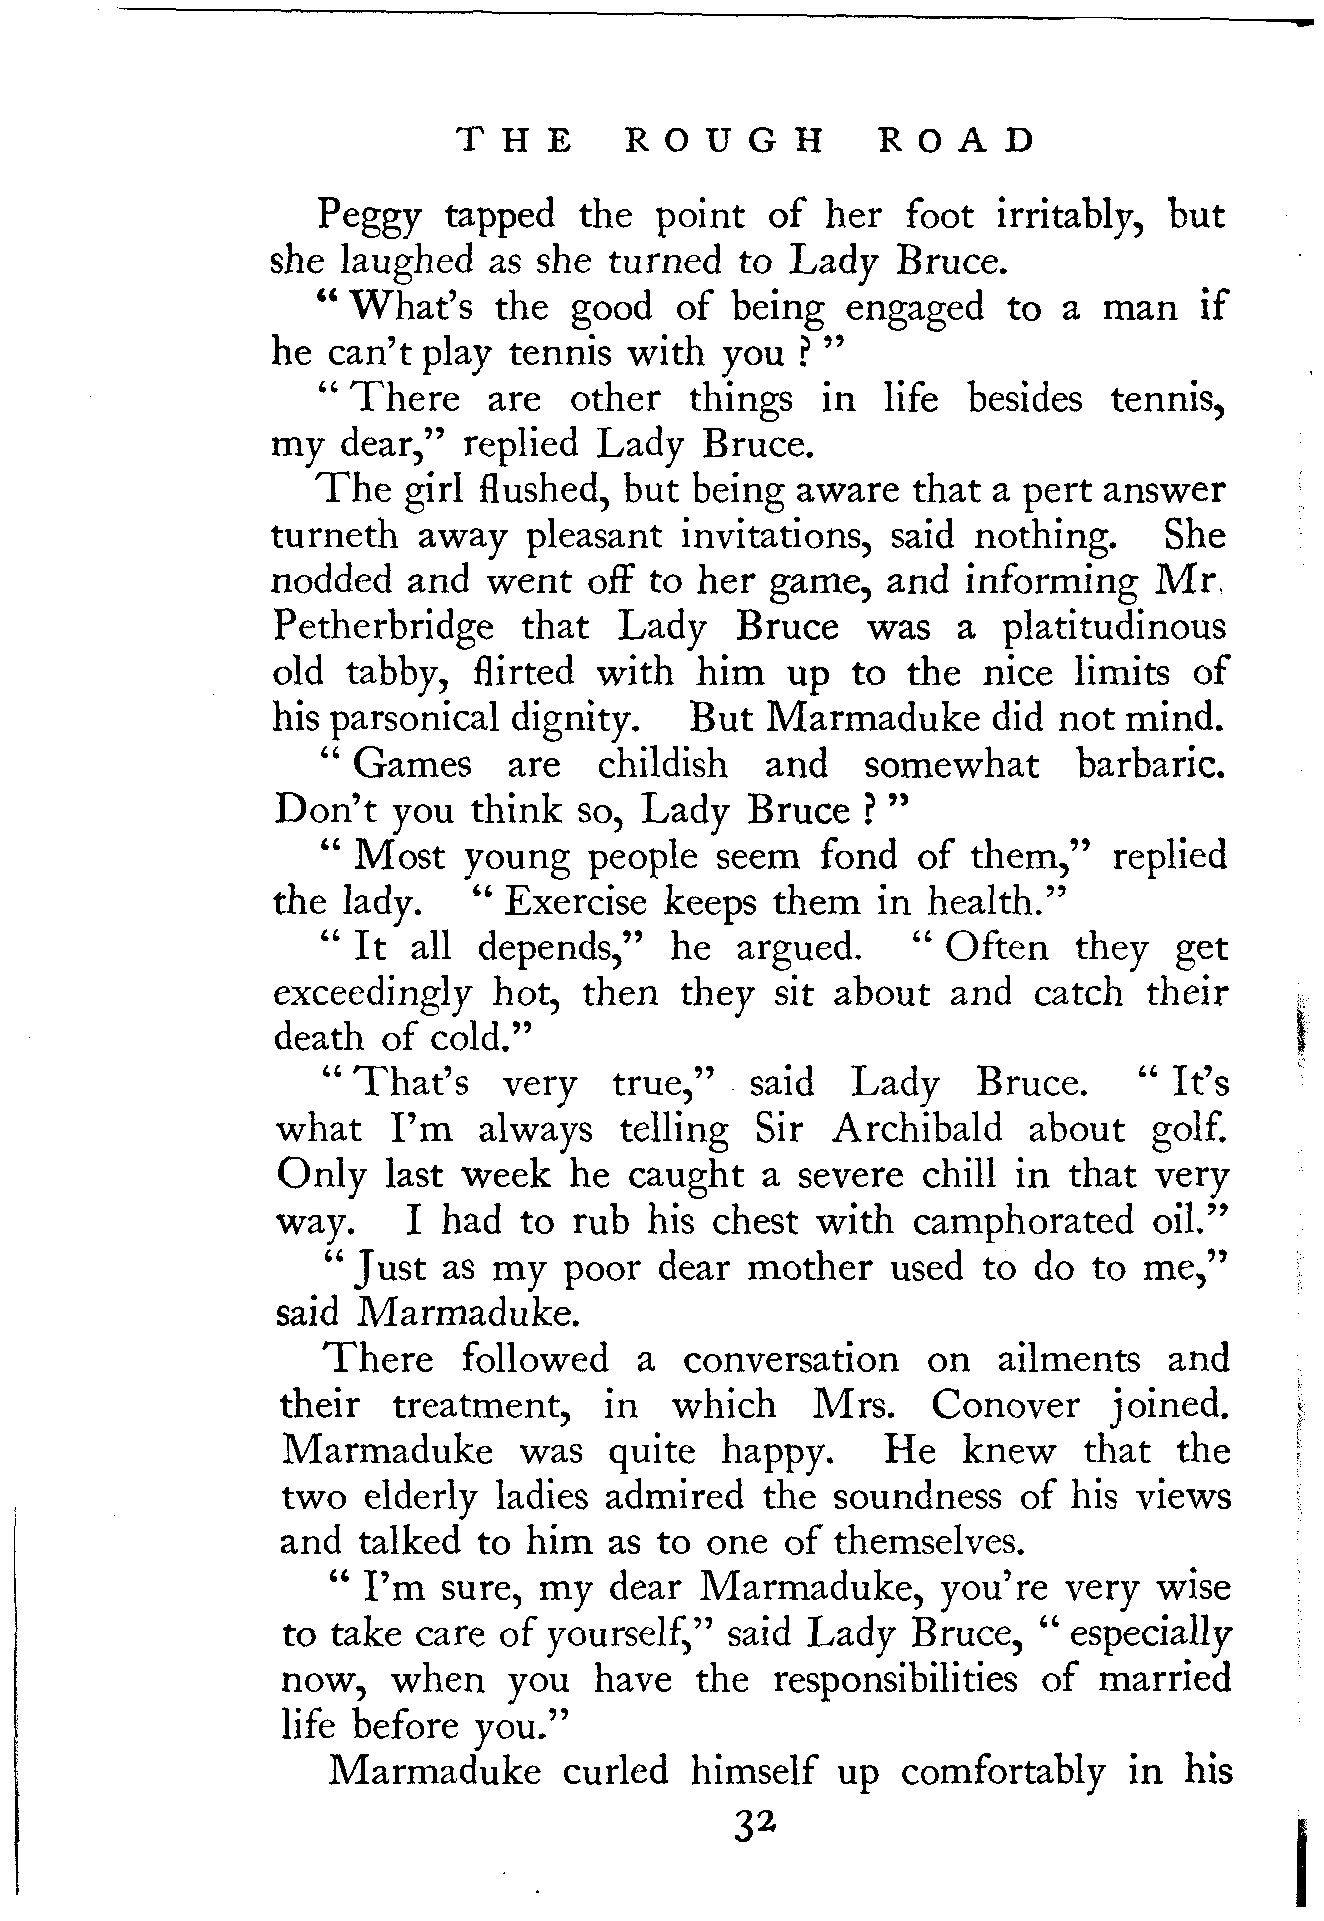 THE ROUGH ROAD
Peggy tapped the point of her foot irritably, but
she laughed as she turned to Lady Bruce.
“ What’s the good of being engaged to a man if
he can’t play tennis with you ? ”
“ There are other things in life besides tennis,
my dear,” replied Lady Bruce.
The girl flushed, but being aware that a pert answer
turneth away pleasant invitations, said nothing. She
nodded and went off to her game, and informing Mr.
Petherbridge that Lady Bruce was a platitudinous
old tabby, flirted with him up to the nice limits of
his parsonical dignity. But Marmaduke did not mind.
“ Games are childish and somewhat barbaric.
Don’t you think so, Lady Bruce ? ”
“ Most young people seem fond of them,” replied
the lady. “ Exercise keeps them in health.”
“ It all depends,” he argued. “ Often they get
exceedingly hot, then they sit about and catch their
death of cold.”
“ That’s very true,” said Lady Bruce. “ It’s
what I’m always telling Sir Archibald about golf.
Only last week he caught a severe chill in that very
way. I had to rub his chest with camphorated oil.”
“ Just as my poor dear mother used to do to me,”
said Marmaduke.
There followed a conversation on ailments and
their treatment, in which Mrs. Conover joined.
Marmaduke was quite happy. He knew that the
two elderly ladies admired the soundness of his views
and talked to him as to one of themselves.
“ I’m sure, my dear Marmaduke, you’re very wise
to take care of yourself,” said Lady Bruce, “ especially
now, when you have the responsibilities of married
life before you.”
Marmaduke curled himself up comfortably in his
32